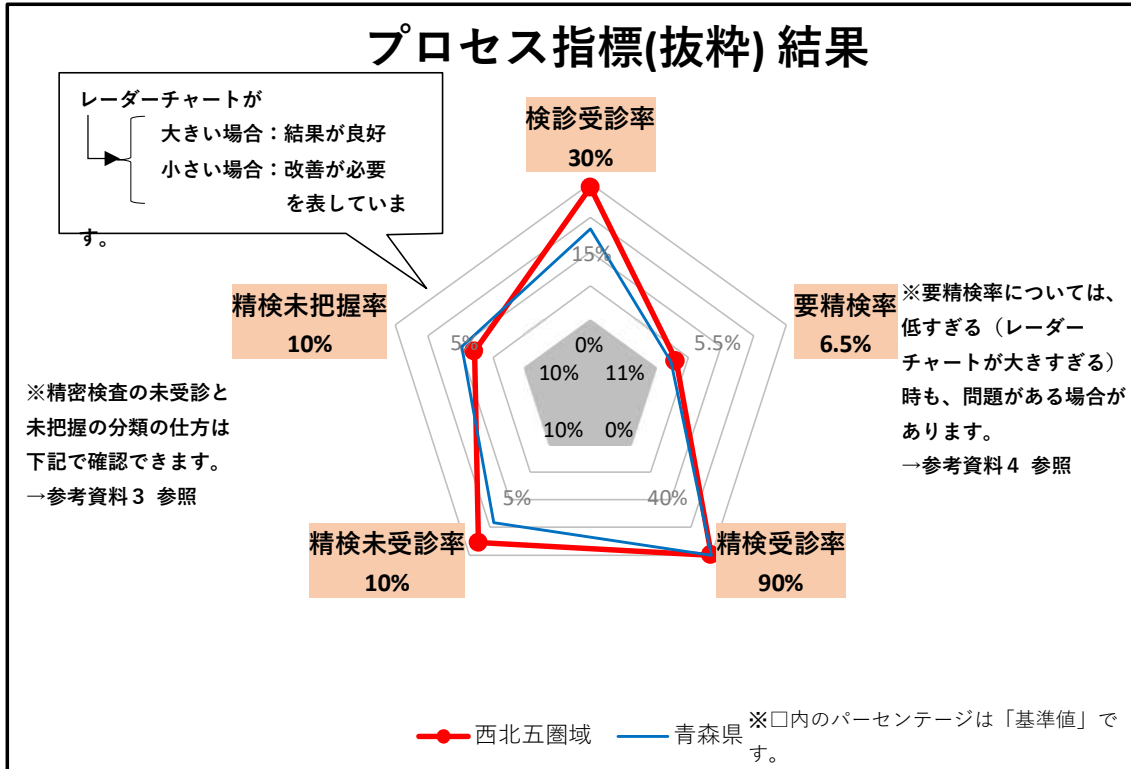 プロセス指標(抜粋) 結果
レーダーチャートが
大きい場合：結果が良好
小さい場合：改善が必要
を表していま
す。
検診受診率
30%
15%
精検未把握率
10%
5%
要精検率
6.5%
5.5%
※要精検率については、
低すぎる（レーダー
チャートが大きすぎる）
時も、問題がある場合が
あります。
→参考資料４ 参照
0%
10%
11%
10%
0%
※精密検査の未受診と
未把握の分類の仕方は
下記で確認できます。
→参考資料３ 参照
5%
40%
精検未受診率
10%
精検受診率
90%
西北五圏域
青森県
※□内のパーセンテージは「基準値」で
す。